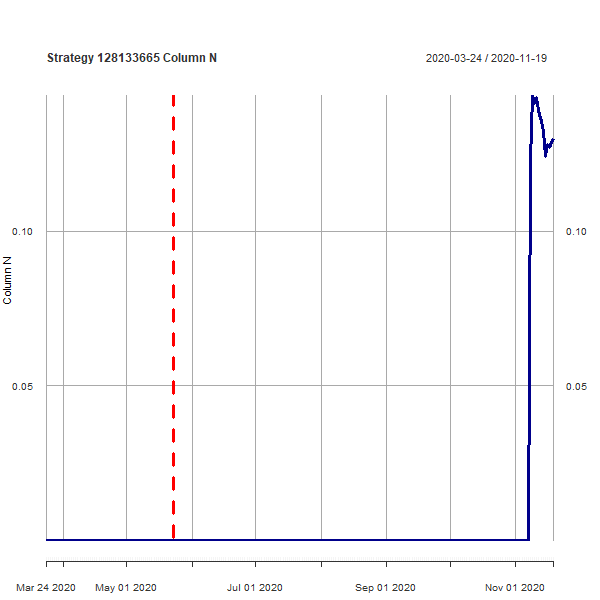 Strategy 128133665 Column N
2020-03-24 / 2020-11-19
Column N
0.10
0.10
0.05
0.05
Mar 24 2020
May 01 2020
Jul 01 2020
Sep 01 2020
Nov 01 2020